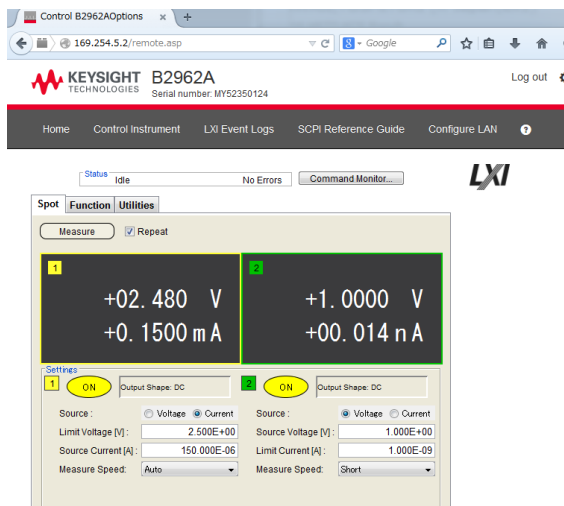 Control B2962AOptions × +
169.254.5.2/remote.asp
8 - Google
KEYSIGHT
TECHNOLOGIES
B2962A
Serial number: MY52350124
Log out
Home Control Instrument LXI Event Logs SCPI Reference Guide Configure LAN ?
LXI
Status
Idle No Errors Command Monitor...
Spot Function Utilities
Measure Repeat
1 2
+02.480 V +1.0000 V
+0.1500 mA +00.014 nA
Settings
1 ON Output Shape: DC 2 ON Output Shape: DC
Source : Voltage Current Source : Voltage Current
Limit Voltage [V] : 2.500E+00 Source Voltage [V] : 1.000E+00
Source Current [A] : 150.000E-06 Limit Current [A] : 1.000E-09
Measure Speed: Auto Measure Speed: Short